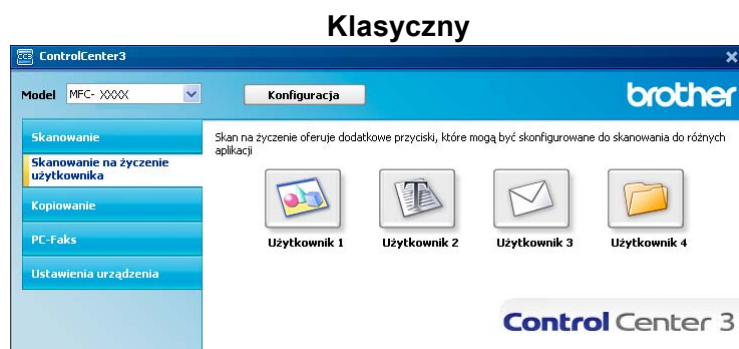 Klasyczny
ControlCenter3
Model MFC- XXXX Konfiguracja brother
Skanowanie
Skanowanie na życzenie
użytkownika
Kopiowanie
PC-Faks
Ustawienia urządzenia
Skan na życzenie oferuje dodatkowe przyciski, które mogą być skonfigurowane do skanowania do różnych
aplikacji
Użytkownik 1 Użytkownik 2 Użytkownik 3 Użytkownik 4
Control Center 3